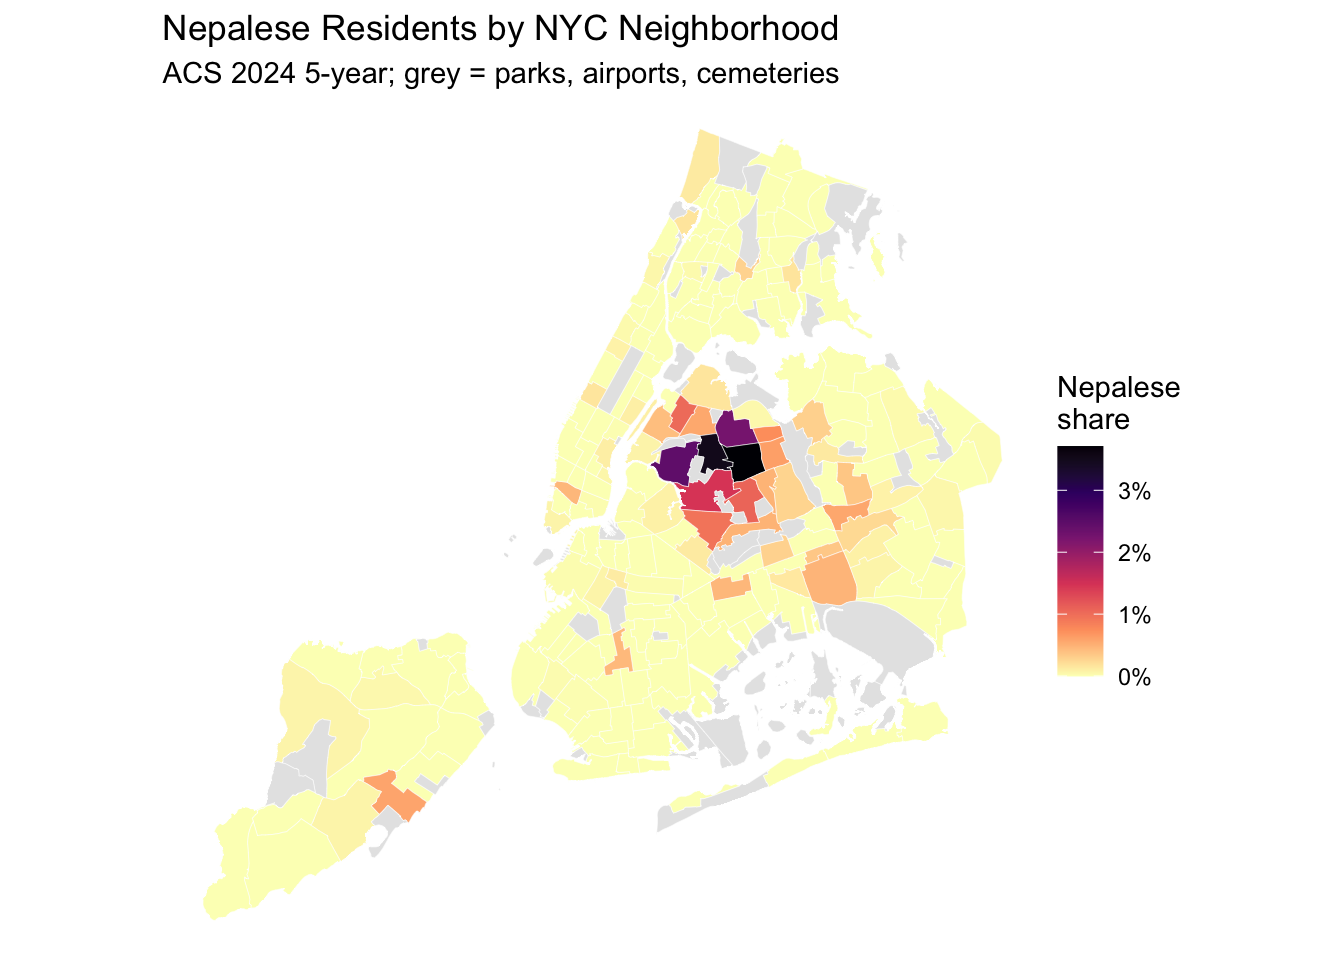 Nepalese Residents by NYC Neighborhood
ACS 2024 5-year; grey = parks, airports, cemeteries
Nepalese
share
3%
2%
1%
0%